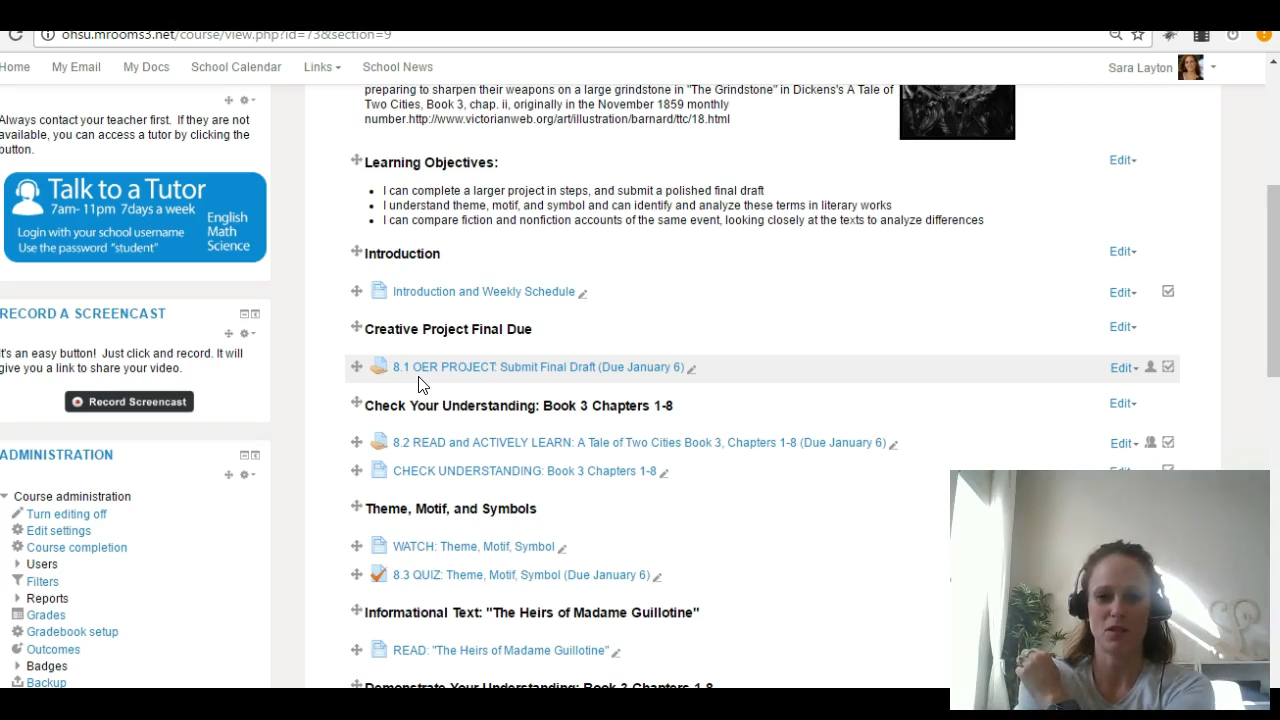 ohsu.mrooms3.net/course/view.php?id=73&section=9
Home My Email My Docs School Calendar Links School News Sara Layton
Always contact your teacher first. If they are
not available, you can access a tutor by clicking the
button.
Talk to a Tutor
7am- 11pm 7days a week
Login with your school username
Use the password "student"
English
Math
Science
RECORD A SCREENCAST
It's an easy button! Just click and record. It will
give you a link to share your video.
Record Screencast
ADMINISTRATION
Course administration
Turn editing off
Edit settings
Course completion
Users
Filters
Reports
Grades
Gradebook setup
Outcomes
Badges
Backup
preparing to sharpen their weapons on a large grindstone in "The Grindstone" in Dickens's A Tale of
Two Cities, Book 3, chap. ii, originally in the November 1859 monthly
number.http://www.victorianweb.org/art/illustration/barnard/ttc/18.html
Learning Objectives: Edit
I can complete a larger project in steps, and submit a polished final draft
I understand theme, motif, and symbol and can identify and analyze these terms in literary works
I can compare fiction and nonfiction accounts of the same event, looking closely at the texts to analyze differences
Introduction Edit
Introduction and Weekly Schedule Edit
Creative Project Final Due Edit
8.1 OER PROJECT: Submit Final Draft (Due January 6) Edit
Check Your Understanding: Book 3 Chapters 1-8 Edit
8.2 READ and ACTIVELY LEARN: A Tale of Two Cities Book 3, Chapters 1-8 (Due January 6) Edit
CHECK UNDERSTANDING: Book 3 Chapters 1-8
Theme, Motif, and Symbols
WATCH: Theme, Motif, Symbol
8.3 QUIZ: Theme, Motif, Symbol (Due January 6)
Informational Text: "The Heirs of Madame Guillotine"
READ: "The Heirs of Madame Guillotine"
Demonstrate Your Understanding: Book 3 Chapters 1-8